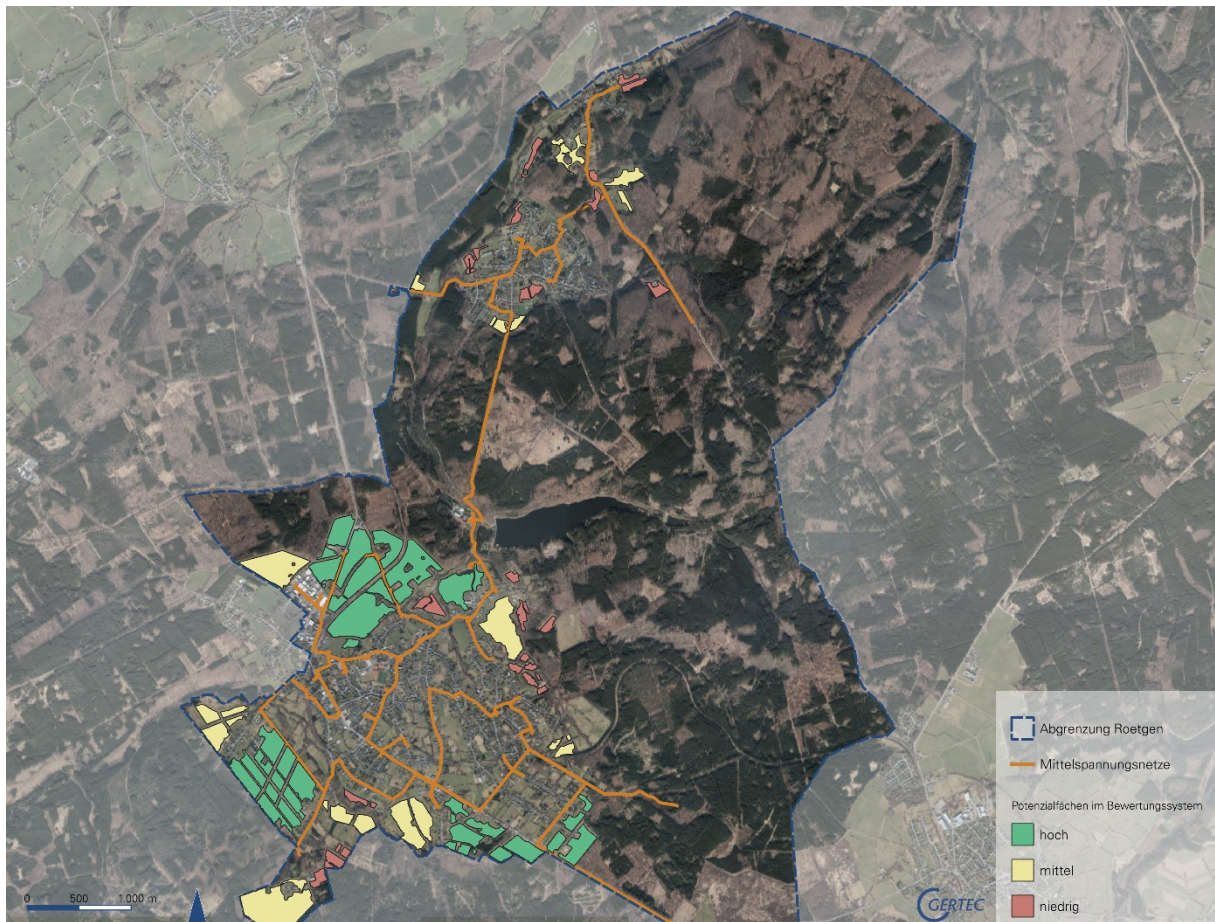 Abgrenzung Roetgen
Mittelspannungsnetze
Potenzialfächen im Bewertungssystem
hoch
mittel
niedrig
0 500 1.000 m
GERTEC